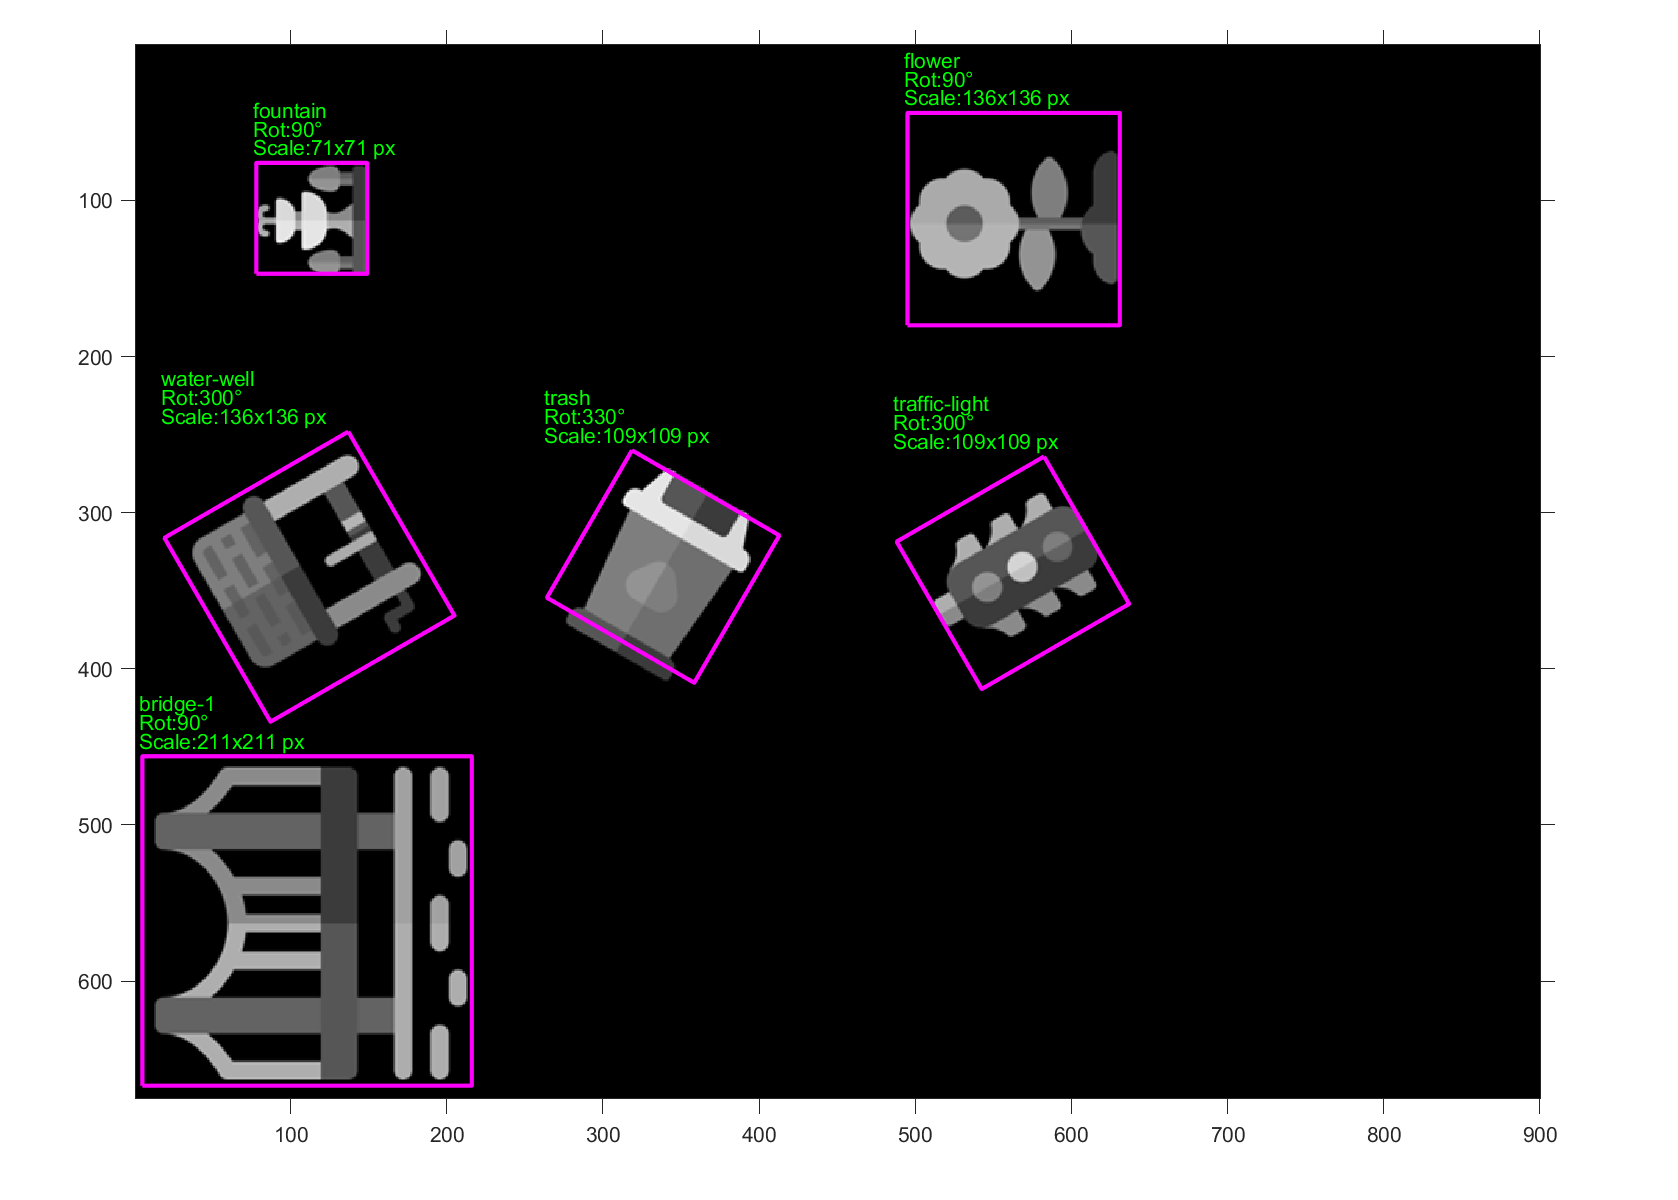 flower
Rot:90°
Scale:136x136 px
fountain
Rot:90°
Scale:71x71 px
100
200
water-well
Rot:300°
Scale:136x136 px
trash
Rot:330°
Scale:109x109 px
traffic-light
Rot:300°
Scale:109x109 px
300
400
bridge-1
Rot:90°
Scale:211x211 px
500
600
100 200 300 400 500 600 700 800 900